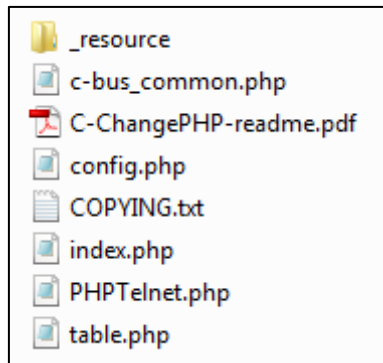 _resource
c-bus_common.php
C-ChangePHP-readme.pdf
config.php
COPYING.txt
index.php
PHPTelnet.php
table.php